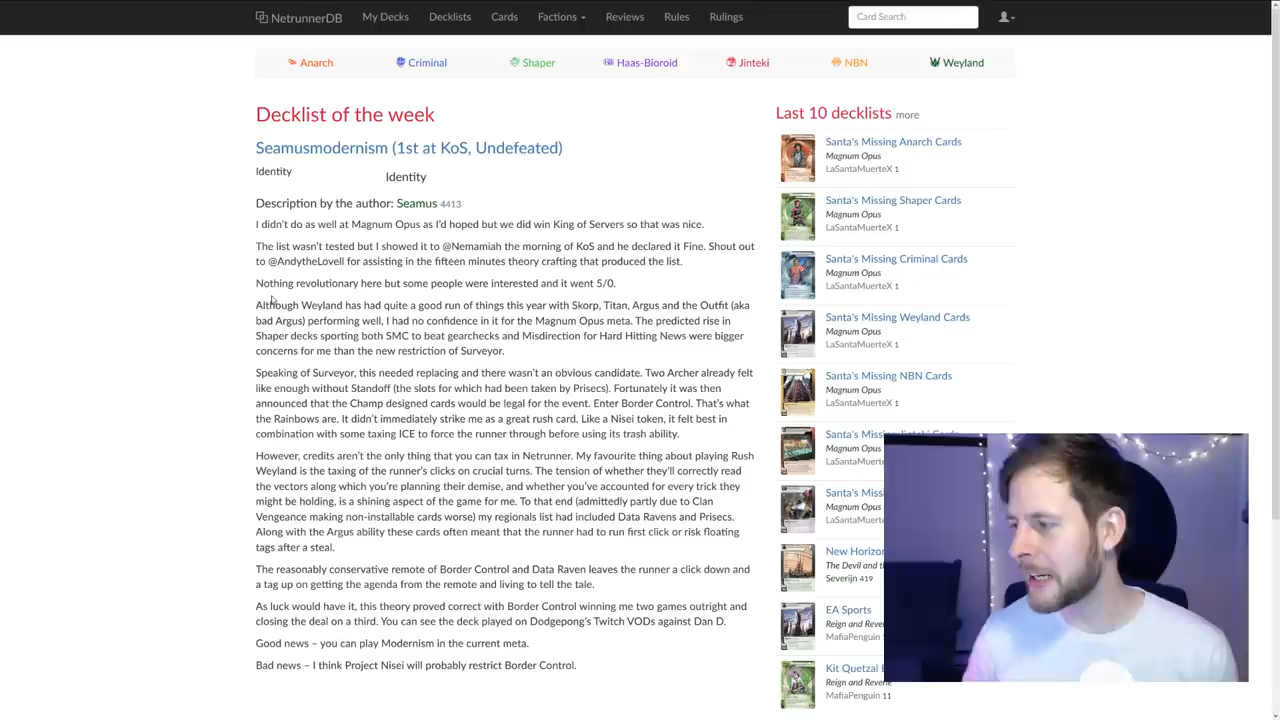 NetrunnerDB My Decks Decklists Cards Factions Reviews Rules Rulings Card Search
Anarch Criminal Shaper Haas-Bioroid Jinteki NBN Weyland
Decklist of the week
Seamusmodernism (1st at KoS, Undefeated)
Identity
Identity
Description by the author: Seamus 4413
I didn't do as well at Magnum Opus as I'd hoped but we did win King of Servers so that was nice.
The list wasn't tested but I showed it to @Nemamiah the morning of KoS and he declared it Fine. Shout out
to @AndytheLovell for assisting in the fifteen minutes theory crafting that produced the list.
Nothing revolutionary here but some people were interested and it went 5/0.
Although Weyland has had quite a good run of things this year with Skorp, Titan, Argus and the Outfit (aka
bad Argus) performing well, I had no confidence in it for the Magnum Opus meta. The predicted rise in
Shaper decks sporting both SMC to beat gearchecks and Misdirection for Hard Hitting News were bigger
concerns for me than the new restriction of Surveyor.
Speaking of Surveyor, this needed replacing and there wasn't an obvious candidate. Two Archer already felt
like enough without Standoff (the slots for which had been taken by Prisecs). Fortunately it was then
announced that the Champ designed cards would be legal for the event. Enter Border Control. That's what
the Rainbows are. It didn't immediately strike me as a great rush card. Like a Nisei token, it felt best in
combination with some taxing ICE to force the runner through before using its trash ability.
However, credits aren't the only thing that you can tax in Netrunner. My favourite thing about playing Rush
Weyland is the taxing of the runner's clicks on crucial turns. The tension of whether they'll correctly read
the vectors along which you're planning their demise, and whether you've accounted for every trick they
might be holding, is a shining aspect of the game for me. To that end (admittedly partly due to Clan
Vengeance making non-installable cards worse) my regionals list had included Data Ravens and Prisecs.
Along with the Argus ability these cards often meant that the runner had to run first click or risk floating
tags after a steal.
The reasonably conservative remote of Border Control and Data Raven leaves the runner a click down and
a tag up on getting the agenda from the remote and living to tell the tale.
As luck would have it, this theory proved correct with Border Control winning me two games outright and
closing the deal on a third. You can see the deck played on Dodgepong's Twitch VODs against Dan D.
Good news – you can play Modernism in the current meta.
Bad news – I think Project Nisei will probably restrict Border Control.
Last 10 decklists more
Santa's Missing Anarch Cards
Magnum Opus
LaSantaMuerteX 1
Santa's Missing Shaper Cards
Magnum Opus
LaSantaMuerteX 1
Santa's Missing Criminal Cards
Magnum Opus
LaSantaMuerteX 1
Santa's Missing Weyland Cards
Magnum Opus
LaSantaMuerteX 1
Santa's Missing NBN Cards
Magnum Opus
LaSantaMuerteX 1
Santa's Missing Jinteki Cards
Magnum Opus
LaSantaMuerteX
Santa's
Magnum Opus
LaSantaMuerteX
New Horizo
The Devil and
Severijn 419
EA Sports
Reign and Reve
MafiaPenguin
Kit Quetzal
Reign and Reve
MafiaPenguin 11